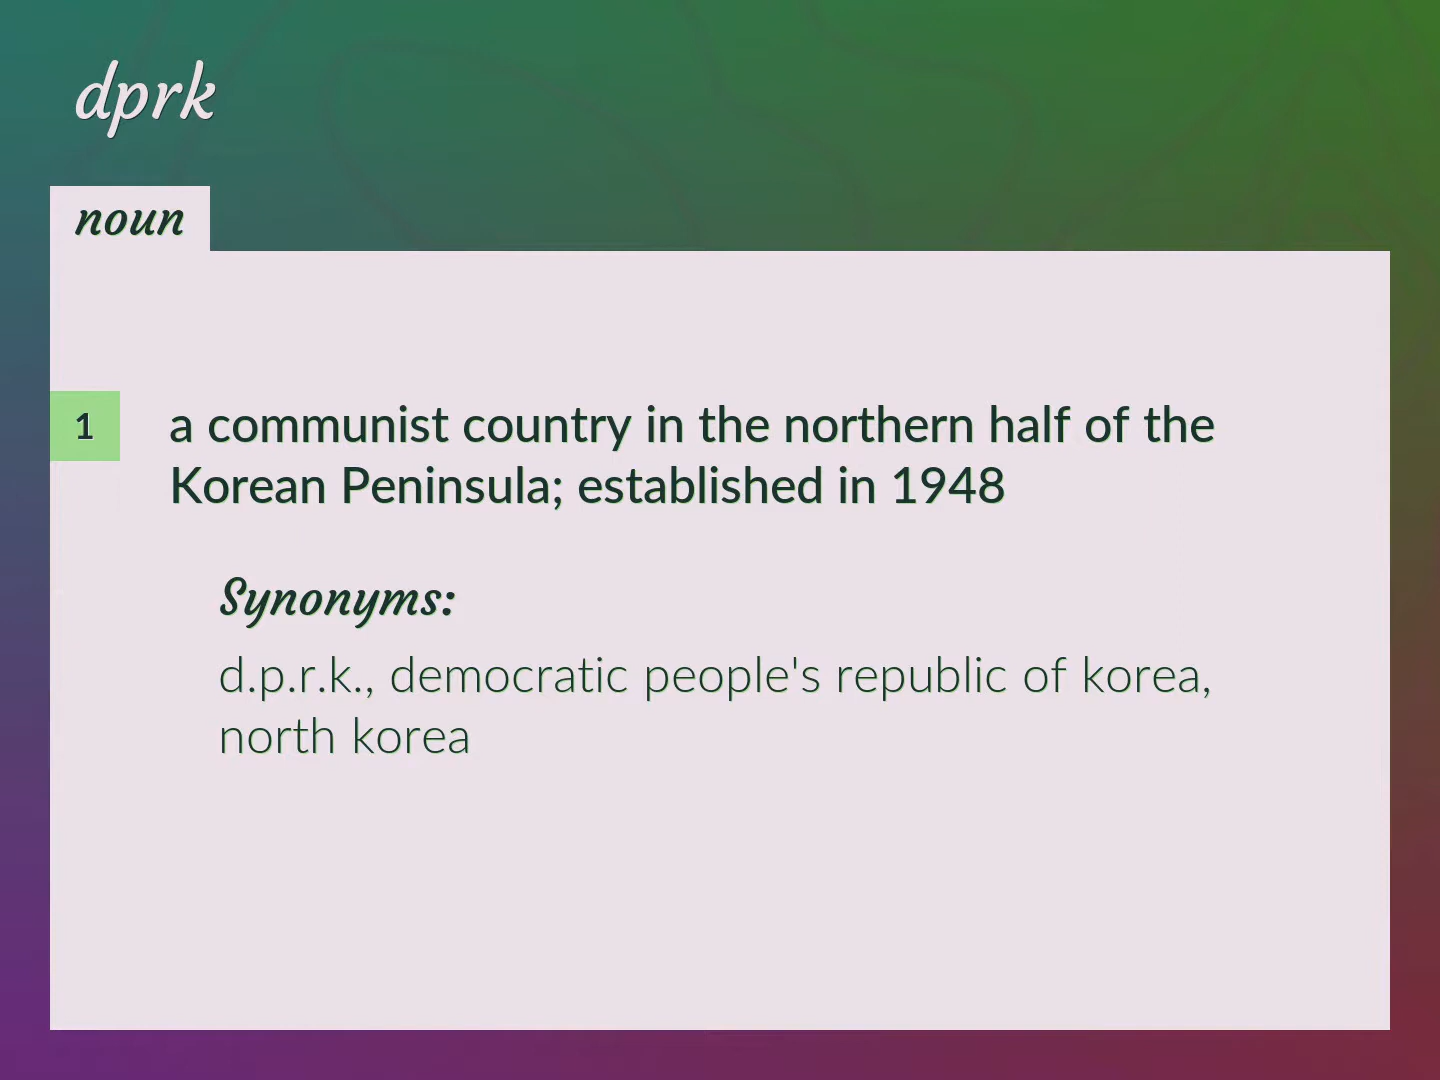 dprk
noun
1
a communist country in the northern half of the
Korean Peninsula; established in 1948
Synonyms:
d.p.r.k., democratic people's republic of korea,
north korea